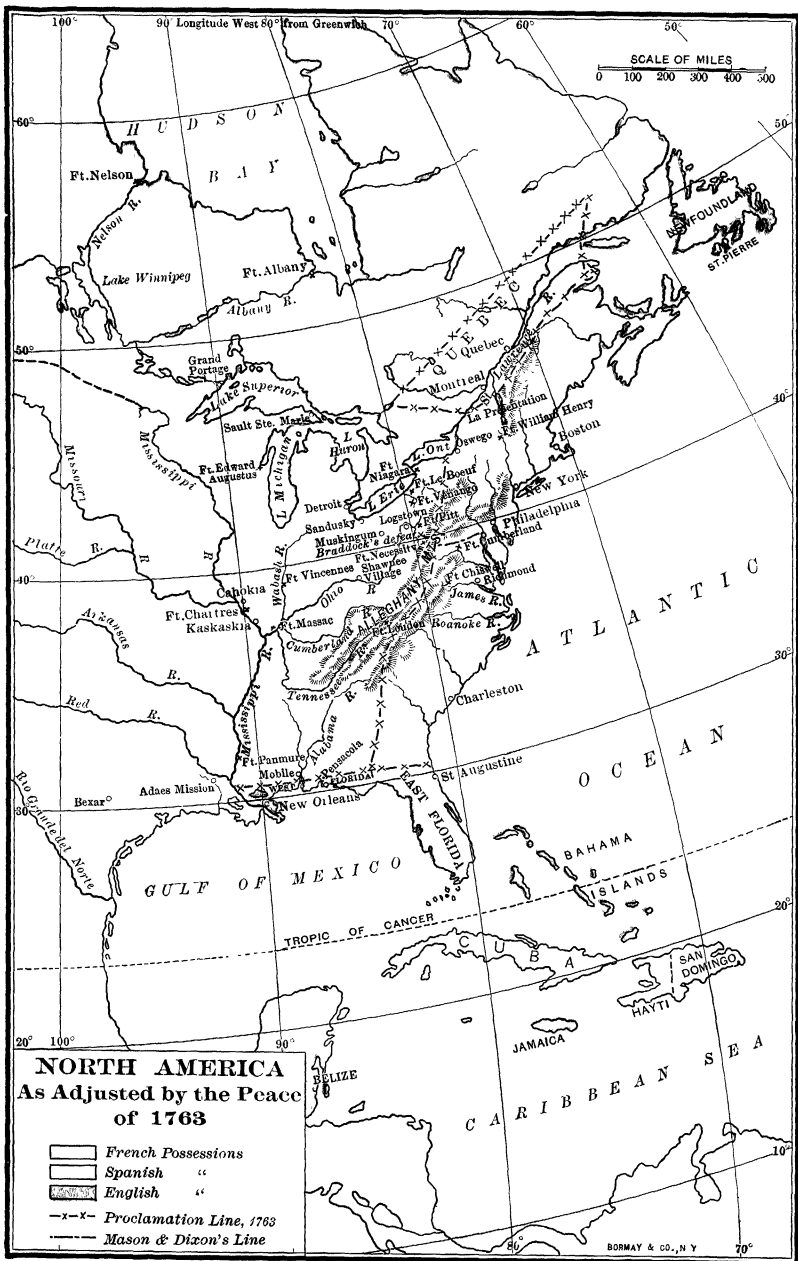 100°
90° Longitude West 80° from Greenwich
70°
60°
50°
SCALE OF MILES
0 100 200 300 400 500
60°
50°
HUDSON
BAY
Ft. Nelson
Nelson R.
NEWFOUNDLAND
ST. PIERRE
Lake Winnipeg
Ft. Albany
Albany R.
QUEBEC
St. Lawrence R.
50°
Grand
Portage
Quebec
Montreal
Lake Superior
40°
La Presentation
Sault Ste. Marie
Ft. William Henry
Boston
L. Ont.
Oswego
L
Huron
Mississippi
Missouri
R
R
Ft. Edward
Augustus
L Michigan
Ft
Niagara
Ft. Le Boeuf
New York
L Erie
Ft. Venango
Detroit
Logstown
Philadelphia
Sandusky
Ft. Pitt
Muskingum
Braddock's defeat
Ft. Cumberland
Ft. Necessity
Platte R.
Wabash R.
Ft Vincennes
Shawnee
Village
Ft Chiswell
Richmond
40°
Cahokia
Ohio R
MTS
James R.
Ft. Chattres
Kaskaskia
Ft. Massac
ALLEGHANY
Arkansas
R.
Ft. Loudon
Roanoke R.
ATLANTIC
Cumberland R.
30°
R.
Mississippi R.
Tennessee R.
Charleston
Red
R.
Alabama R.
OCEAN
Ft. Panmure
Pensacola
Mobile
WEST FLORIDA
St Augustine
Adaes Mission
Rio Grande del Norte
Bexar
New Orleans
EAST FLORIDA
30°
BAHAMA
ISLANDS
GULF OF MEXICO
20°
TROPIC OF CANCER
CUBA
SAN
DOMINGO
HAYTI
20°
100°
90°
JAMAICA
CARIBBEAN SEA
BELIZE
NORTH AMERICA
As Adjusted by the Peace
of 1763
French Possessions
Spanish "
English "
Proclamation Line, 1763
Mason & Dixon's Line
10°
80°
BORMAY & CO., N Y
70°